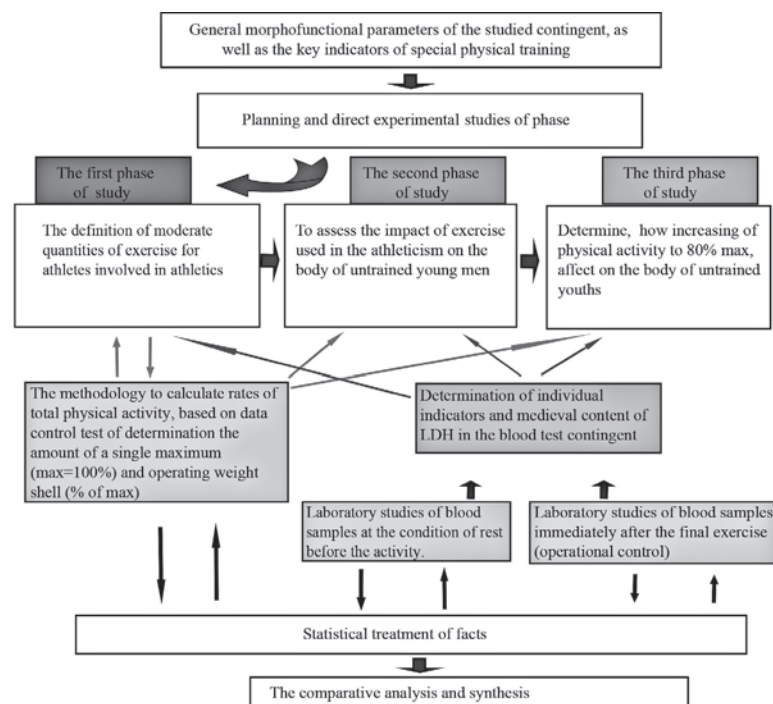 General morphofunctional parameters of the studied contingent, as
well as the key indicators of special physical training
Planning and direct experimental studies of phase
The first phase
of study
The second phase
of study
The third phase
of study
The definition of moderate
quantities of exercise for
athletes involved in athletics
To assess the impact of exercise
used in the athleticism on the
body of untrained young men
Determine, how increasing of
physical activity to 80% max,
affect on the body of untrained
youths
The methodology to calculate rates of
total physical activity, based on data
control test of determination the
amount of a single maximum
(max=100%) and operating weight
shell (% of max)
Determination of individual
indicators and medieval content of
LDH in the blood test contingent
Laboratory studies of blood
samples at the condition of rest
before the activity.
Laboratory studies of blood samples
immediately after the final exercise
(operational control)
Statistical treatment of facts
The comparative analysis and synthesis